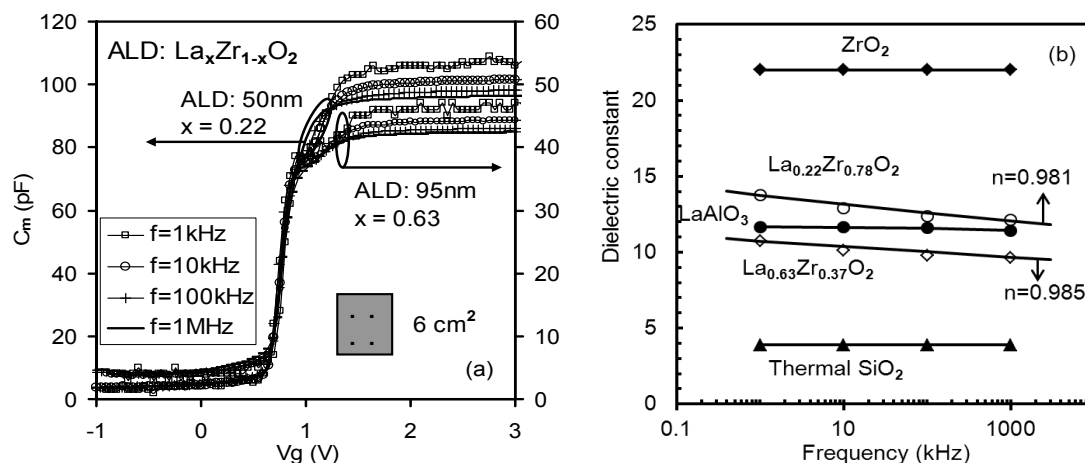 ALD: LaxZr1-xO2
ALD: 50nm
x = 0.22
ALD: 95nm
x = 0.63
f=1kHz
f=10kHz
f=100kHz
f=1MHz
6 cm2
(a)
120
100
80
60
40
20
0
60
50
40
30
20
10
0
-1
0
1
2
3
Cm (pF)
Vg (V)
(b)
ZrO2
La0.22Zr0.78O2
n=0.981
LaAlO3
La0.63Zr0.37O2
n=0.985
Thermal SiO2
25
20
15
10
5
0
0.1
10
1000
Dielectric constant
Frequency (kHz)